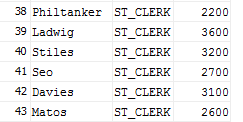 38 Philtanker ST_CLERK 2200
39 Ladwig ST_CLERK 3600
40 Stiles ST_CLERK 3200
41 Seo ST_CLERK 2700
42 Davies ST_CLERK 3100
43 Matos ST_CLERK 2600